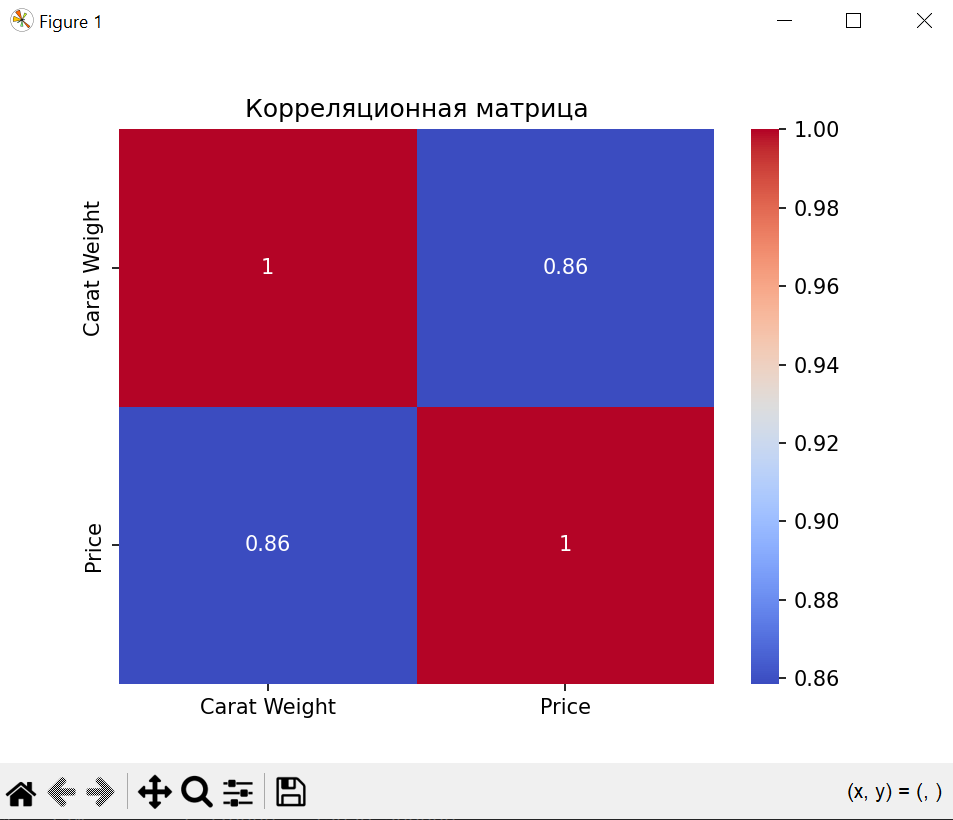 Figure 1
Корреляционная матрица
Carat Weight
Price
1
0.86
0.86
1
Carat Weight
Price
1.00
0.98
0.96
0.94
0.92
0.90
0.88
0.86
(x, y) = (, )